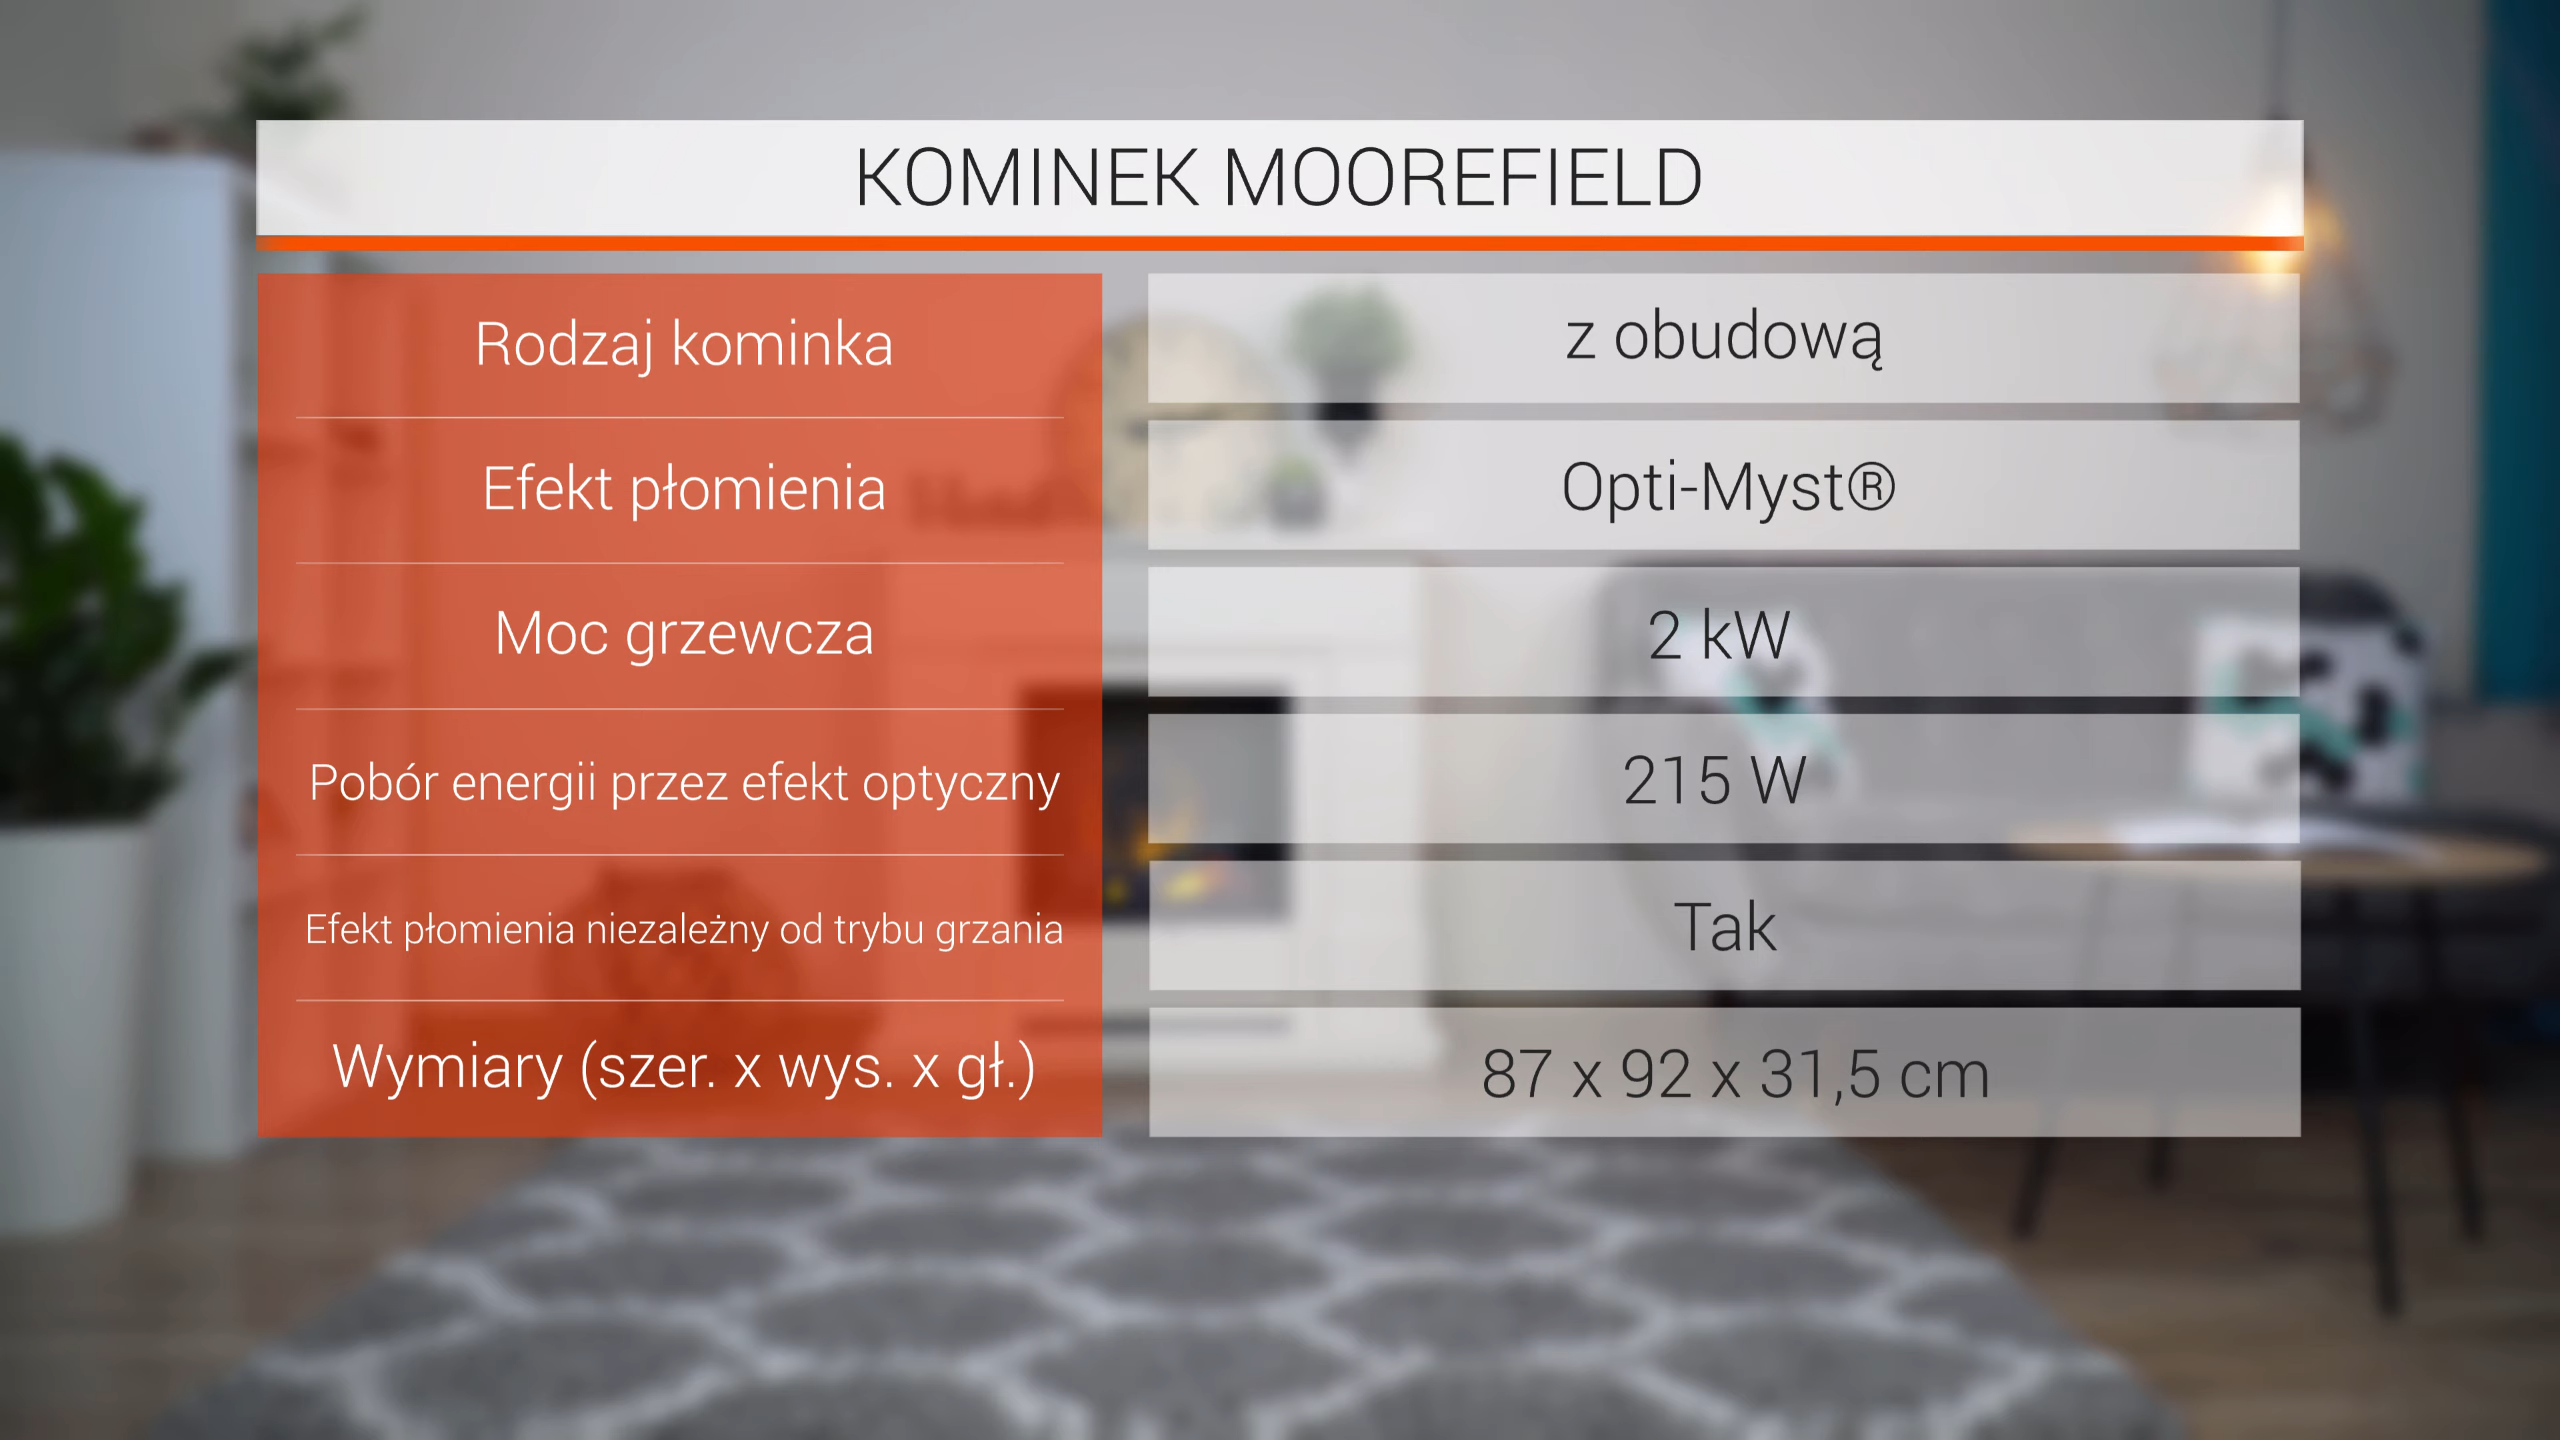 KOMINEK MOOREFIELD
Rodzaj kominka
z obudową
Efekt płomienia
Opti-Myst®
Moc grzewcza
2 kW
Pobór energii przez efekt optyczny
215 W
Efekt płomienia niezależny od trybu grzania
Tak
Wymiary (szer. x wys. x gł.)
87 x 92 x 31,5 cm